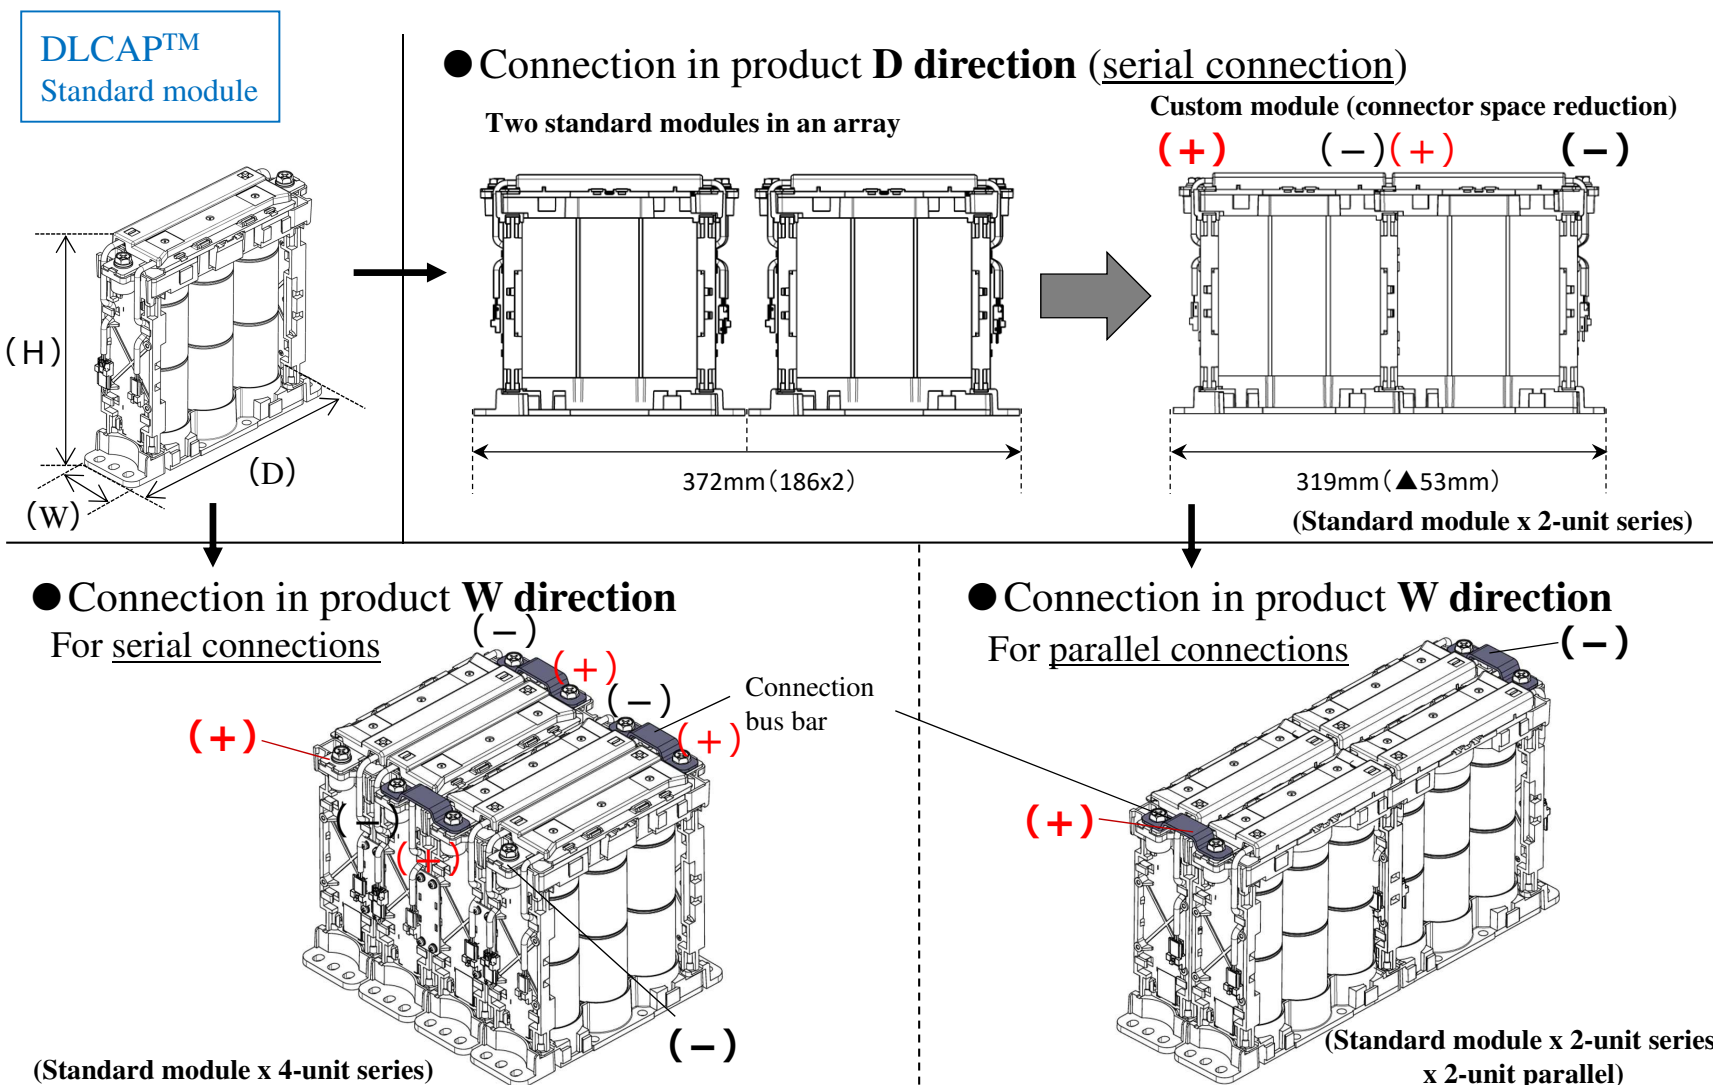 DLCAP™
Standard module
● Connection in product D direction (serial connection)
Two standard modules in an array
Custom module (connector space reduction)
(+) (-) (+) (-)
(H)
(D)
(W)
372mm(186x2)
319mm(▲53mm)
(Standard module x 2-unit series)
● Connection in product W direction
For serial connections
(-)
(+)
(-)
(+)
(+)
(-)
(+)
(-)
Connection
bus bar
(Standard module x 4-unit series)
● Connection in product W direction
For parallel connections
(-)
(+)
(Standard module x 2-unit series
x 2-unit parallel)